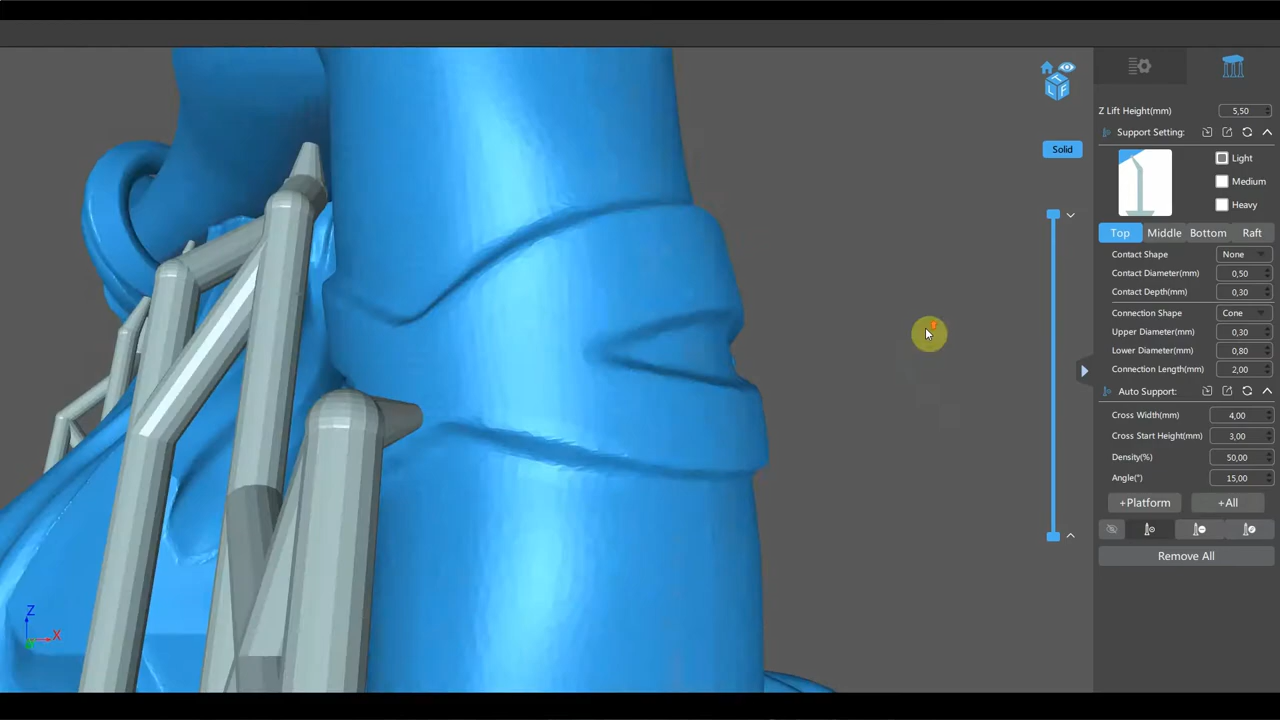 Z Lift Height(mm) 5,50
Support Setting:
Light
Medium
Heavy
Solid
Top Middle Bottom Raft
Contact Shape None
Contact Diameter(mm) 0,50
Contact Depth(mm) 0,30
Connection Shape Cone
Upper Diameter(mm) 0,30
Lower Diameter(mm) 0,80
Connection Length(mm) 2,00
Auto Support:
Cross Width(mm) 4,00
Cross Start Height(mm) 3,00
Density(%) 50,00
Angle(°) 15,00
+Platform +All
Remove All
T
L F
Z
X